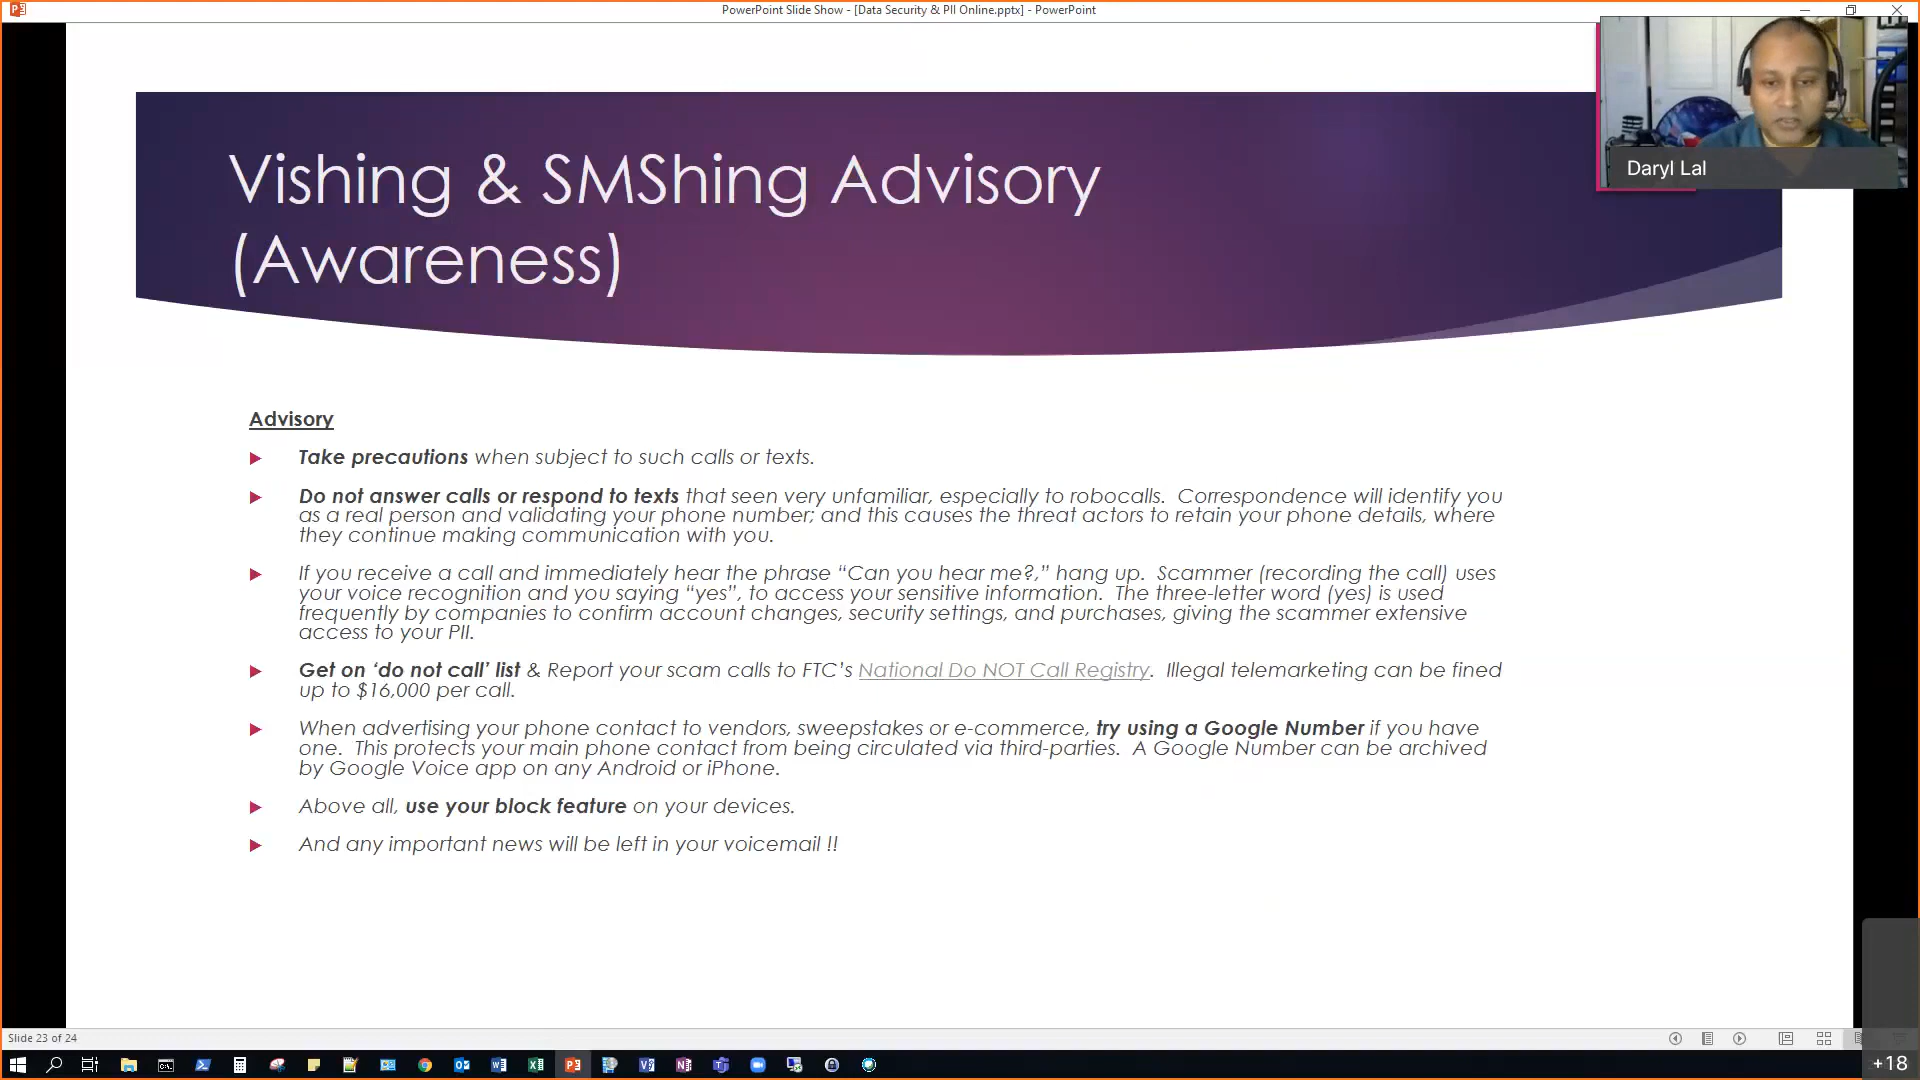 PowerPoint Slide Show - [Data Security & PII Online.pptx] - PowerPoint
Daryl Lal
Vishing & SMShing Advisory
(Awareness)
Advisory
Take precautions when subject to such calls or texts.
Do not answer calls or respond to texts that seen very unfamiliar, especially to robocalls. Correspondence will identify you
as a real person and validating your phone number; and this causes the threat actors to retain your phone details, where
they continue making communication with you.
If you receive a call and immediately hear the phrase “Can you hear me?,” hang up. Scammer (recording the call) uses
your voice recognition and you saying “yes”, to access your sensitive information. The three-letter word (yes) is used
frequently by companies to confirm account changes, security settings, and purchases, giving the scammer extensive
access to your PII.
Get on ‘do not call’ list & Report your scam calls to FTC’s National Do NOT Call Registry. Illegal telemarketing can be fined
up to $16,000 per call.
When advertising your phone contact to vendors, sweepstakes or e-commerce, try using a Google Number if you have
one. This protects your main phone contact from being circulated via third-parties. A Google Number can be archived
by Google Voice app on any Android or iPhone.
Above all, use your block feature on your devices.
And any important news will be left in your voicemail !!
Slide 23 of 24
+18